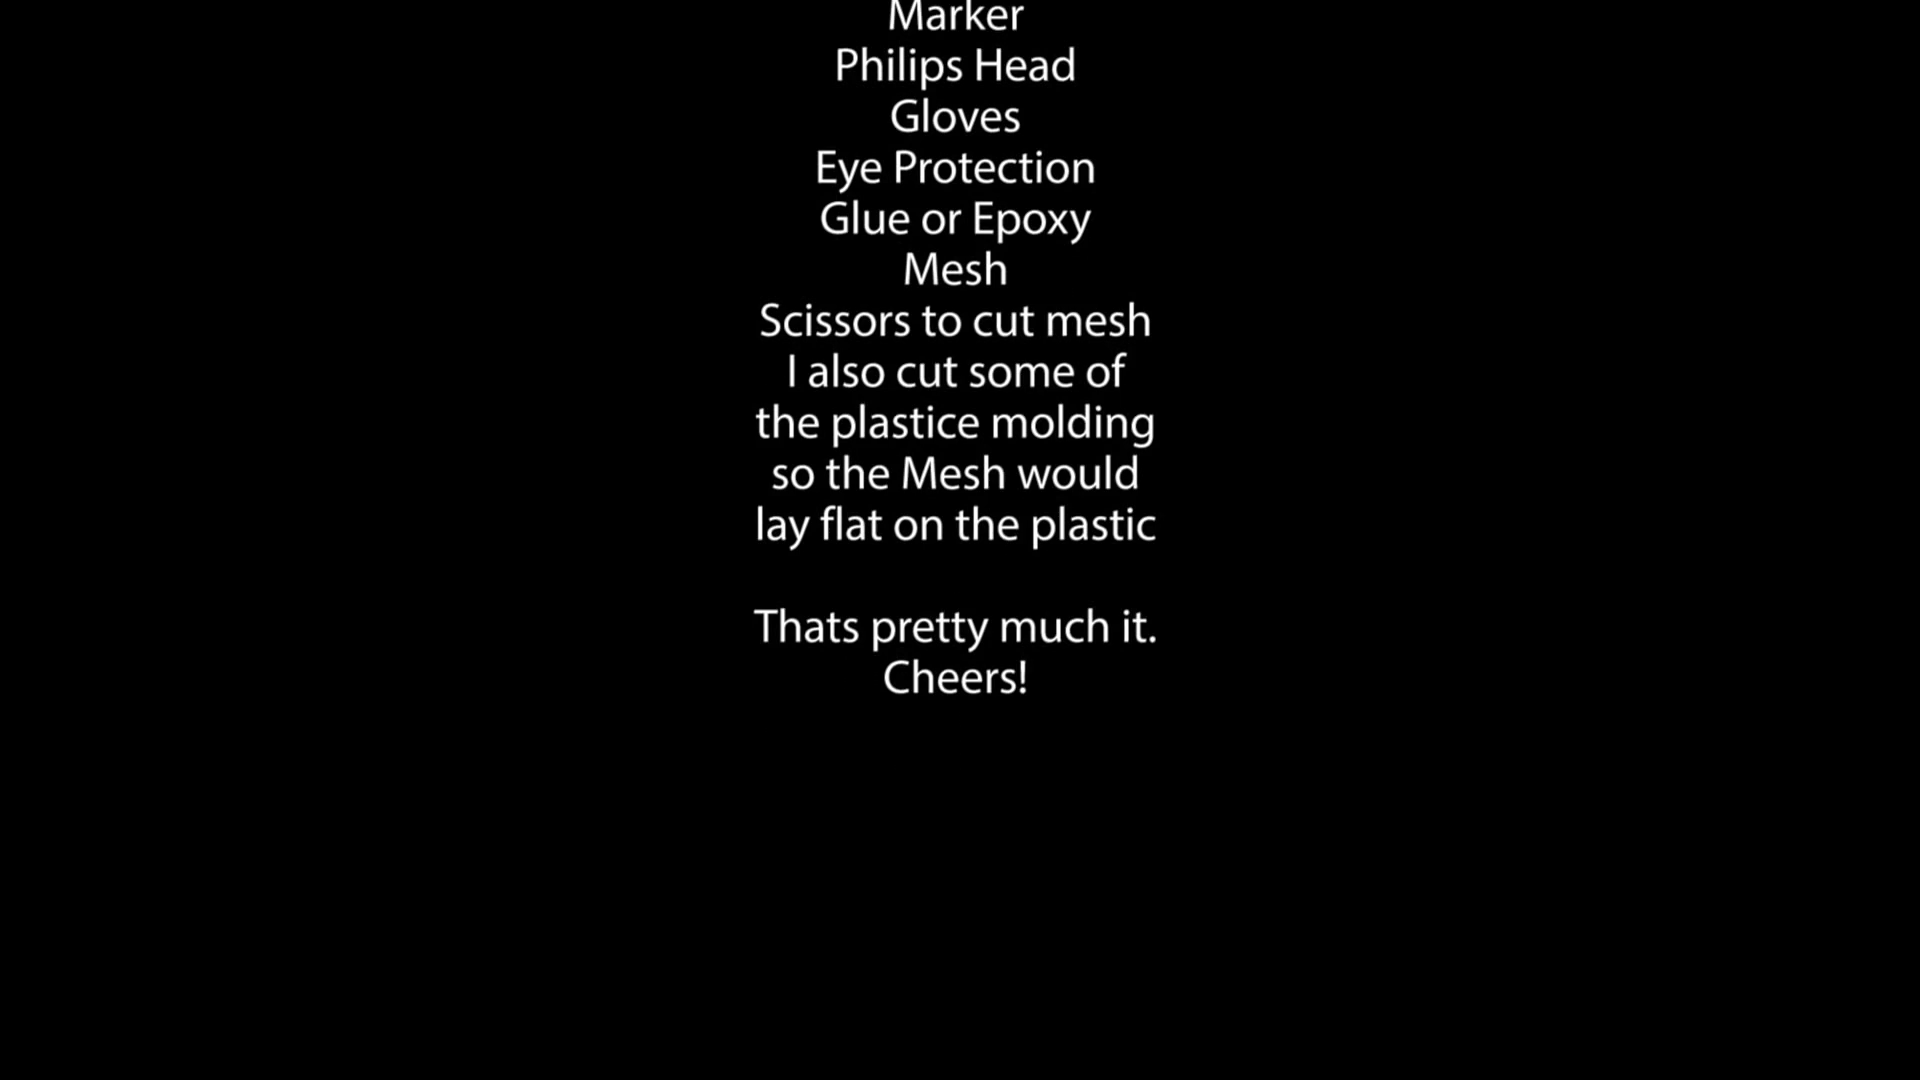 Marker
Philips Head
Gloves
Eye Protection
Glue or Epoxy
Mesh
Scissors to cut mesh
I also cut some of
the plastice molding
so the Mesh would
lay flat on the plastic
Thats pretty much it.
Cheers!